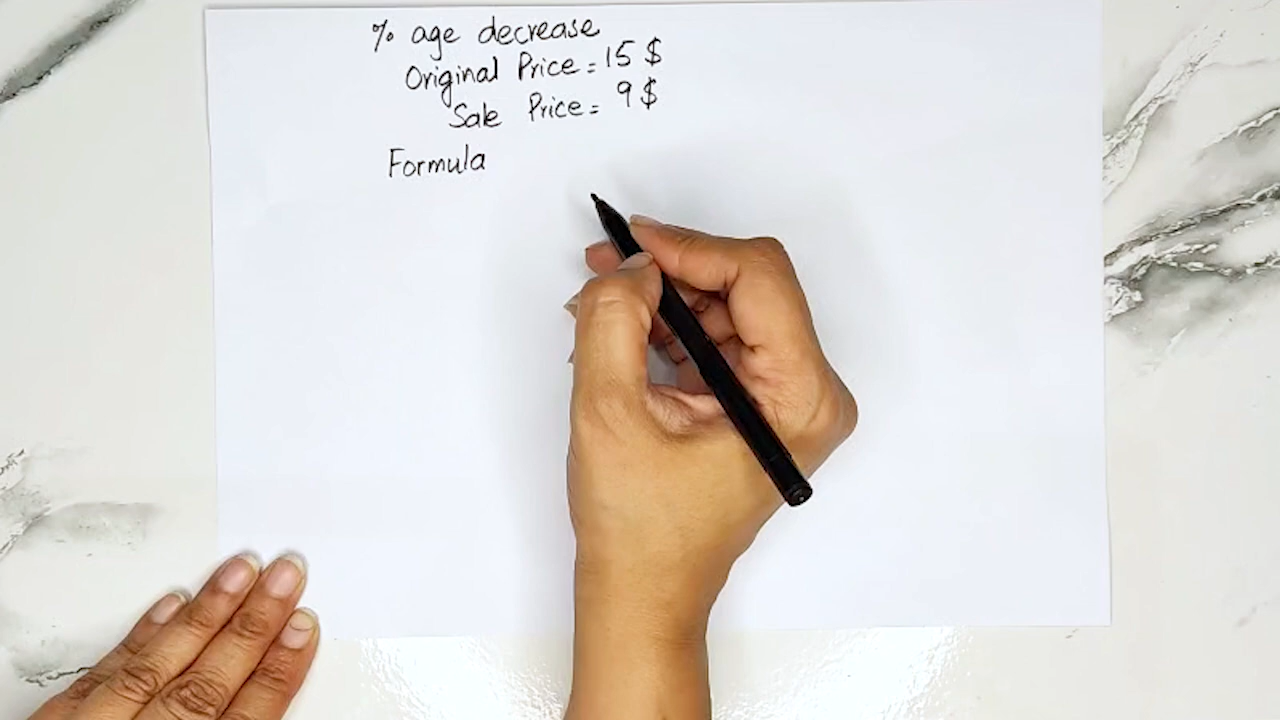 % age decrease
Original Price = 15 $
Sale Price = 9 $
Formula